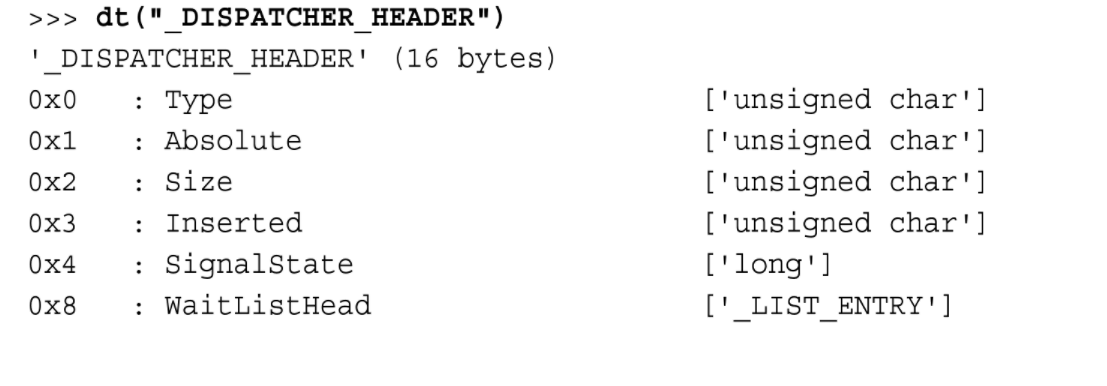 >>> dt("_DISPATCHER_HEADER")
'_DISPATCHER_HEADER' (16 bytes)
0x0 : Type ['unsigned char']
0x1 : Absolute ['unsigned char']
0x2 : Size ['unsigned char']
0x3 : Inserted ['unsigned char']
0x4 : SignalState ['long']
0x8 : WaitListHead ['_LIST_ENTRY']